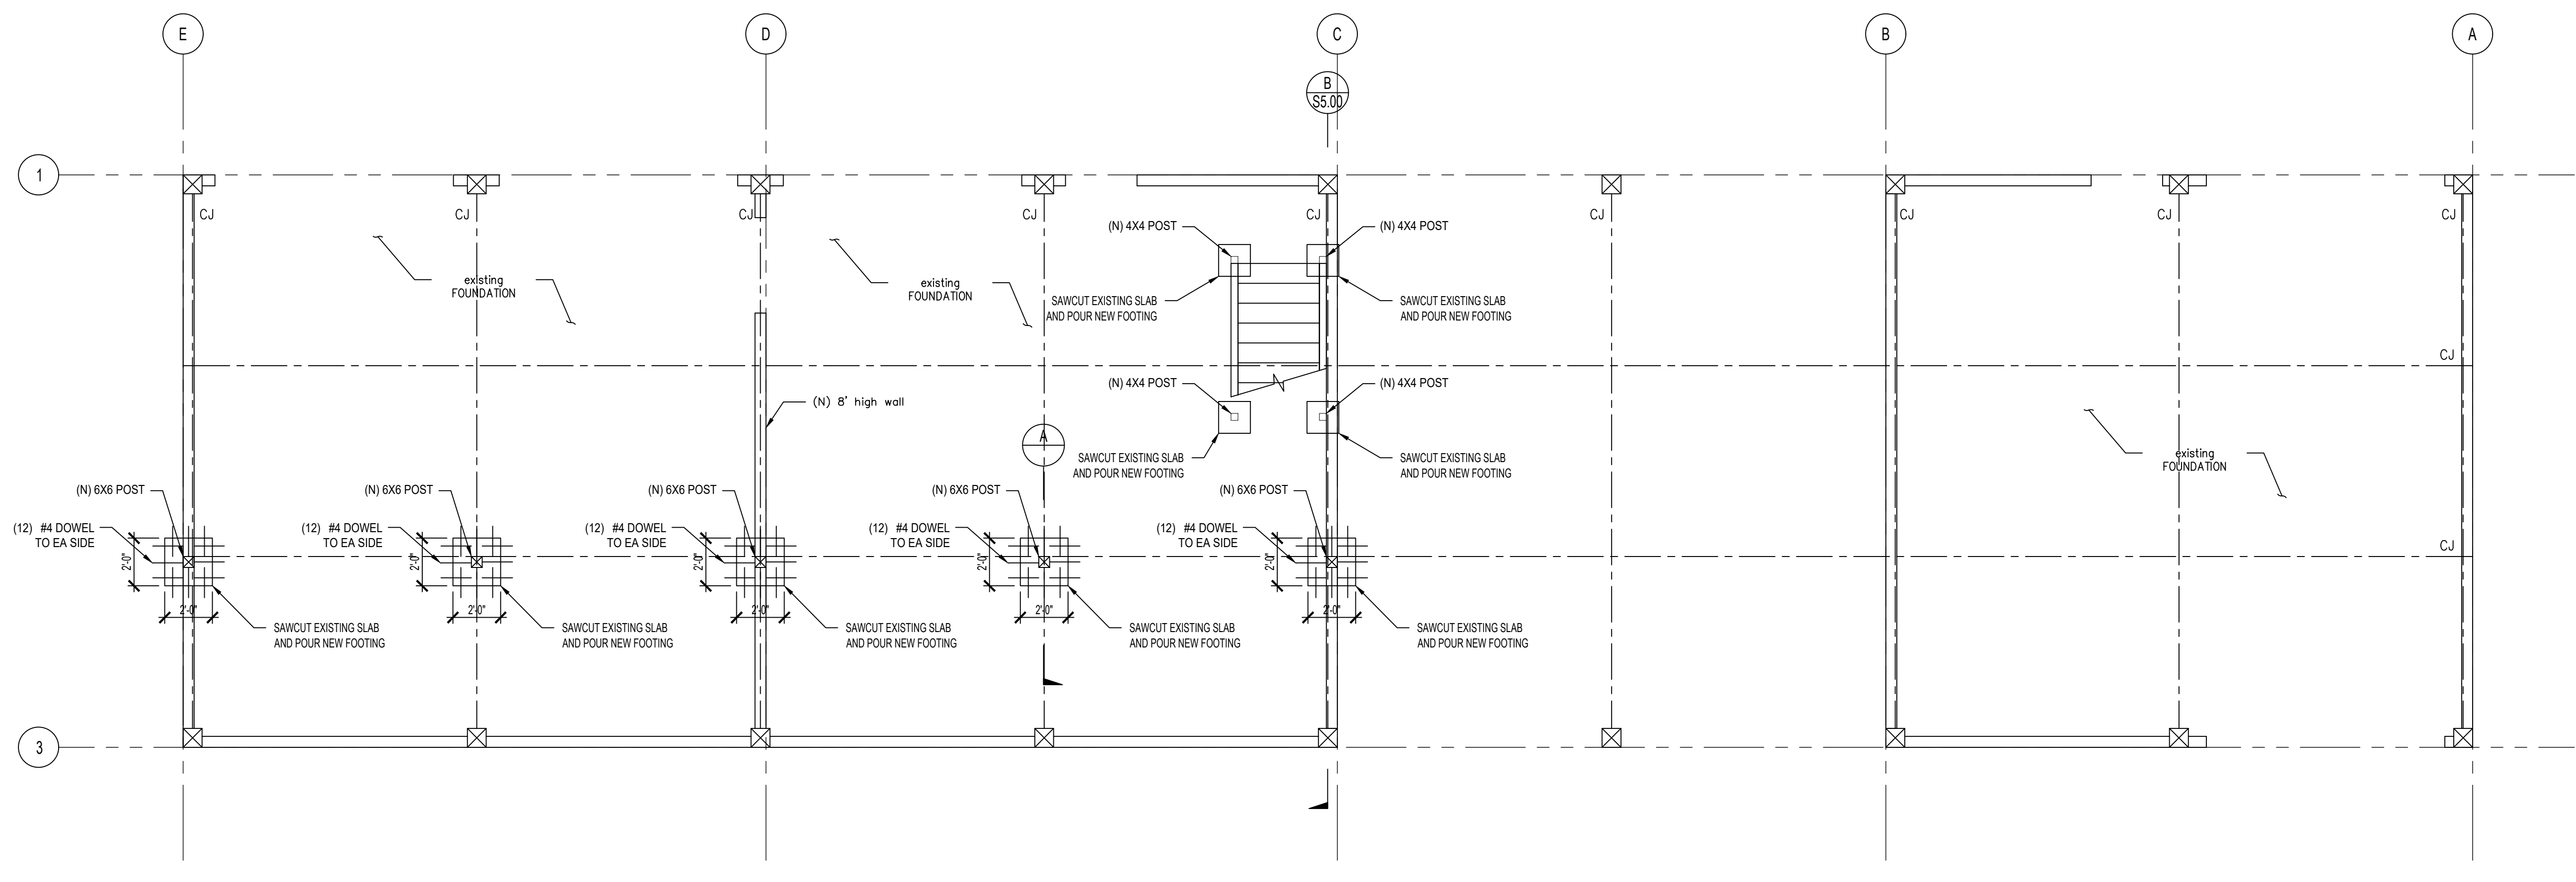 E
D
C
B
A
B
S5.00
1
CJ
CJ
CJ
CJ
CJ
CJ
CJ
CJ
CJ
(N) 4X4 POST
(N) 4X4 POST
existing
FOUNDATION
existing
FOUNDATION
SAWCUT EXISTING SLAB
AND POUR NEW FOOTING
SAWCUT EXISTING SLAB
AND POUR NEW FOOTING
CJ
(N) 4X4 POST
(N) 4X4 POST
(N) 8' high wall
A
SAWCUT EXISTING SLAB
AND POUR NEW FOOTING
SAWCUT EXISTING SLAB
AND POUR NEW FOOTING
existing
FOUNDATION
(N) 6X6 POST
(N) 6X6 POST
(N) 6X6 POST
(N) 6X6 POST
(N) 6X6 POST
(12) #4 DOWEL
TO EA SIDE
(12) #4 DOWEL
TO EA SIDE
(12) #4 DOWEL
TO EA SIDE
(12) #4 DOWEL
TO EA SIDE
(12) #4 DOWEL
TO EA SIDE
CJ
2'-0"
2'-0"
2'-0"
2'-0"
2'-0"
2'-0"
2'-0"
2'-0"
2'-0"
2'-0"
SAWCUT EXISTING SLAB
AND POUR NEW FOOTING
SAWCUT EXISTING SLAB
AND POUR NEW FOOTING
SAWCUT EXISTING SLAB
AND POUR NEW FOOTING
SAWCUT EXISTING SLAB
AND POUR NEW FOOTING
SAWCUT EXISTING SLAB
AND POUR NEW FOOTING
3